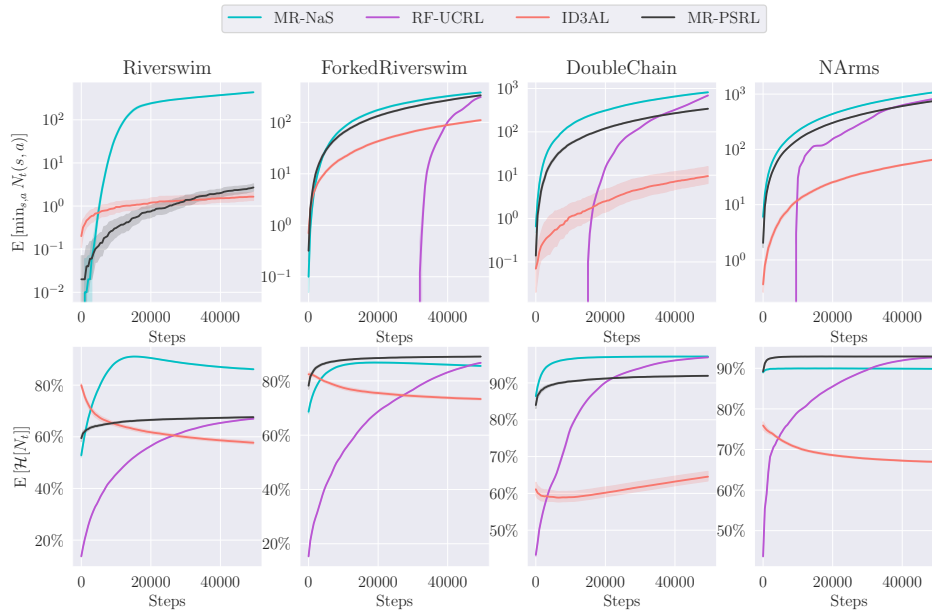 MR-NaS RF-UCRL ID3AL MR-PSRL
Riverswim ForkedRiverswim DoubleChain NArms
E [min_{s,a} N_t(s, a)]
10^2
10^1
10^0
10^{-1}
10^{-2}
0 20000 40000
Steps
10^2
10^1
10^0
10^{-1}
0 20000 40000
Steps
10^3
10^2
10^1
10^0
10^{-1}
0 20000 40000
Steps
10^3
10^2
10^1
10^0
0 20000 40000
Steps
E [H[N_t]]
80%
60%
40%
20%
0 20000 40000
Steps
80%
60%
40%
20%
0 20000 40000
Steps
90%
80%
70%
60%
50%
0 20000 40000
Steps
90%
80%
70%
60%
50%
0 20000 40000
Steps